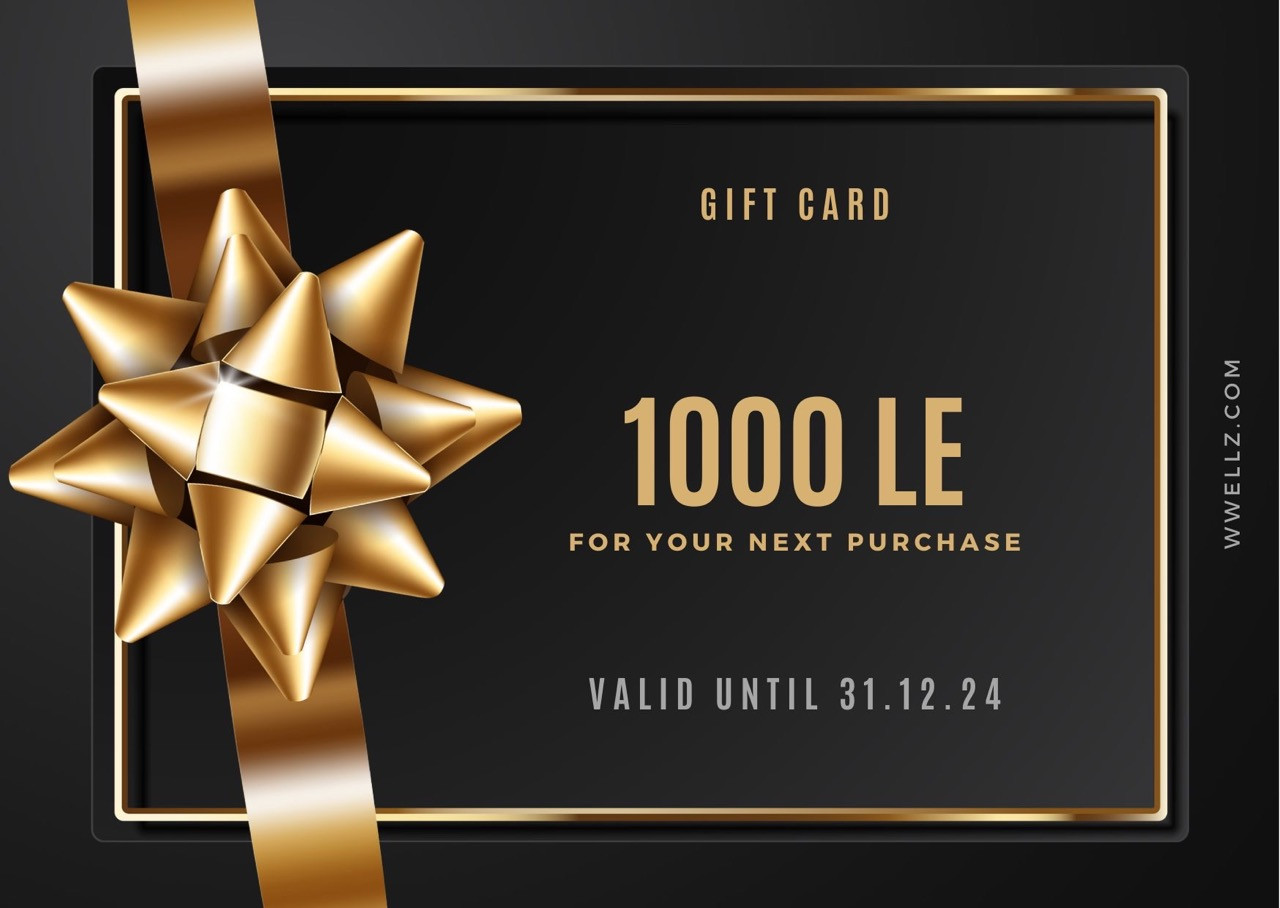 GIFT CARD
1000 LE
FOR YOUR NEXT PURCHASE
VALID UNTIL 31.12.24
WWELLZ.COM